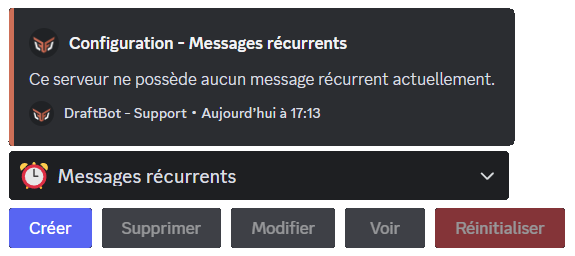 Configuration - Messages récurrents
Ce serveur ne possède aucun message récurrent actuellement.
DraftBot - Support • Aujourd'hui à 17:13
Messages récurrents
Créer Supprimer Modifier Voir Réinitialiser